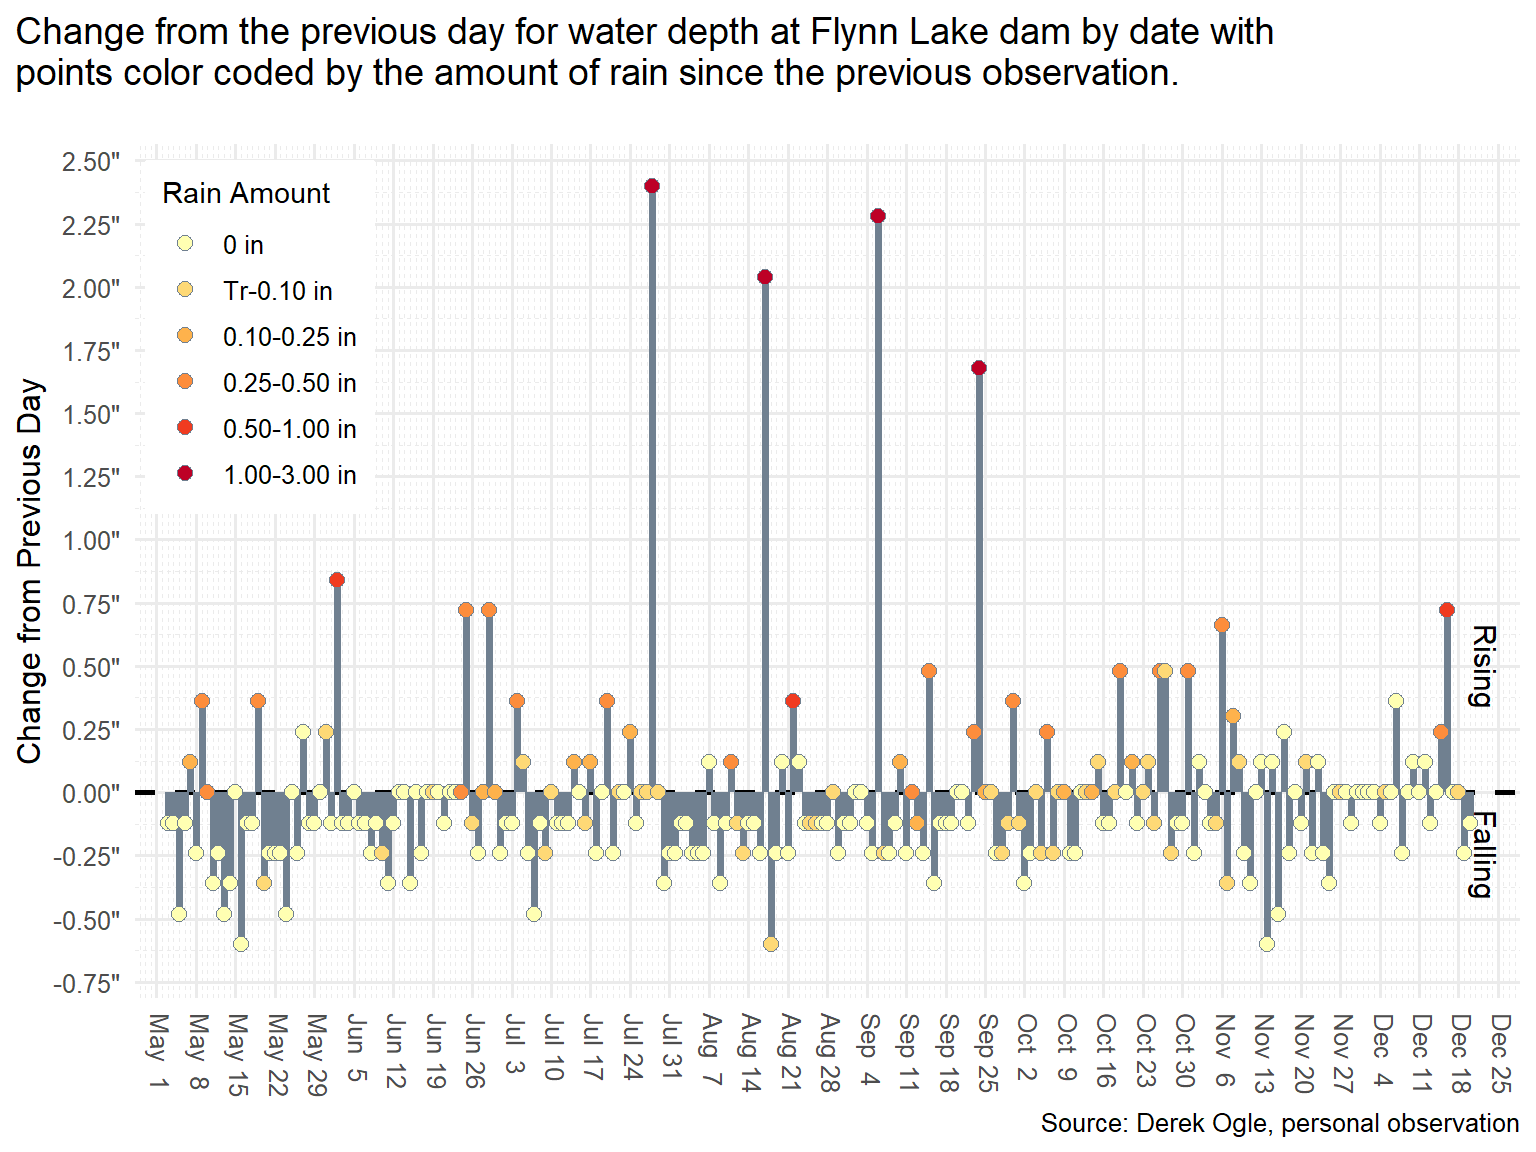 Change from the previous day for water depth at Flynn Lake dam by date with
points color coded by the amount of rain since the previous observation.
Change from Previous Day
2.50"
2.25"
2.00"
1.75"
1.50"
1.25"
1.00"
0.75"
0.50"
0.25"
0.00"
-0.25"
-0.50"
-0.75"
Rain Amount
0 in
Tr-0.10 in
0.10-0.25 in
0.25-0.50 in
0.50-1.00 in
1.00-3.00 in
Rising
Falling
May 1
May 8
May 15
May 22
May 29
Jun 5
Jun 12
Jun 19
Jun 26
Jul 3
Jul 10
Jul 17
Jul 24
Jul 31
Aug 7
Aug 14
Aug 21
Aug 28
Sep 4
Sep 11
Sep 18
Sep 25
Oct 2
Oct 9
Oct 16
Oct 23
Oct 30
Nov 6
Nov 13
Nov 20
Nov 27
Dec 4
Dec 11
Dec 18
Dec 25
Source: Derek Ogle, personal observation